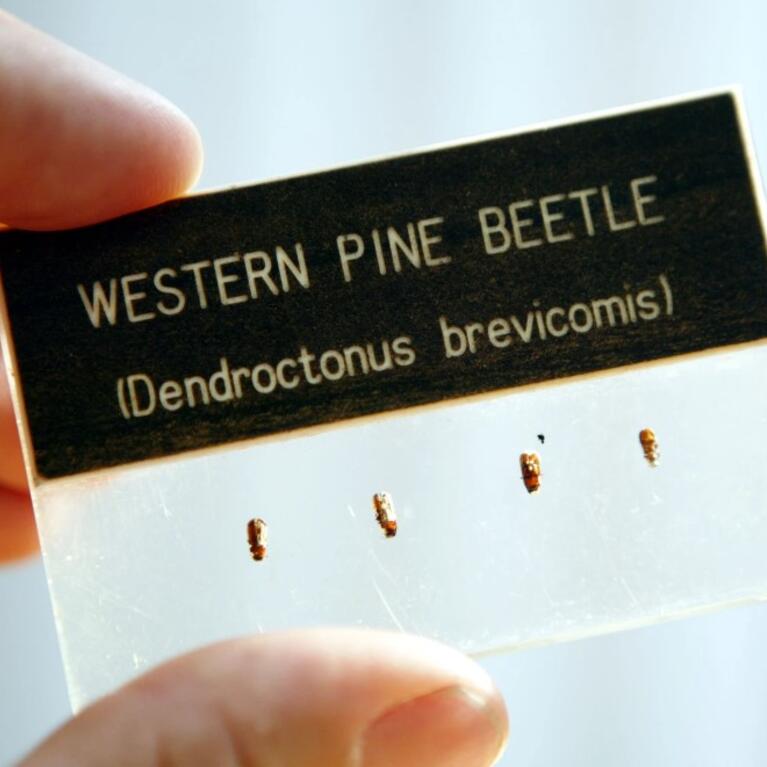 WESTERN PINE BEETLE
(Dendroctonus brevicomis)